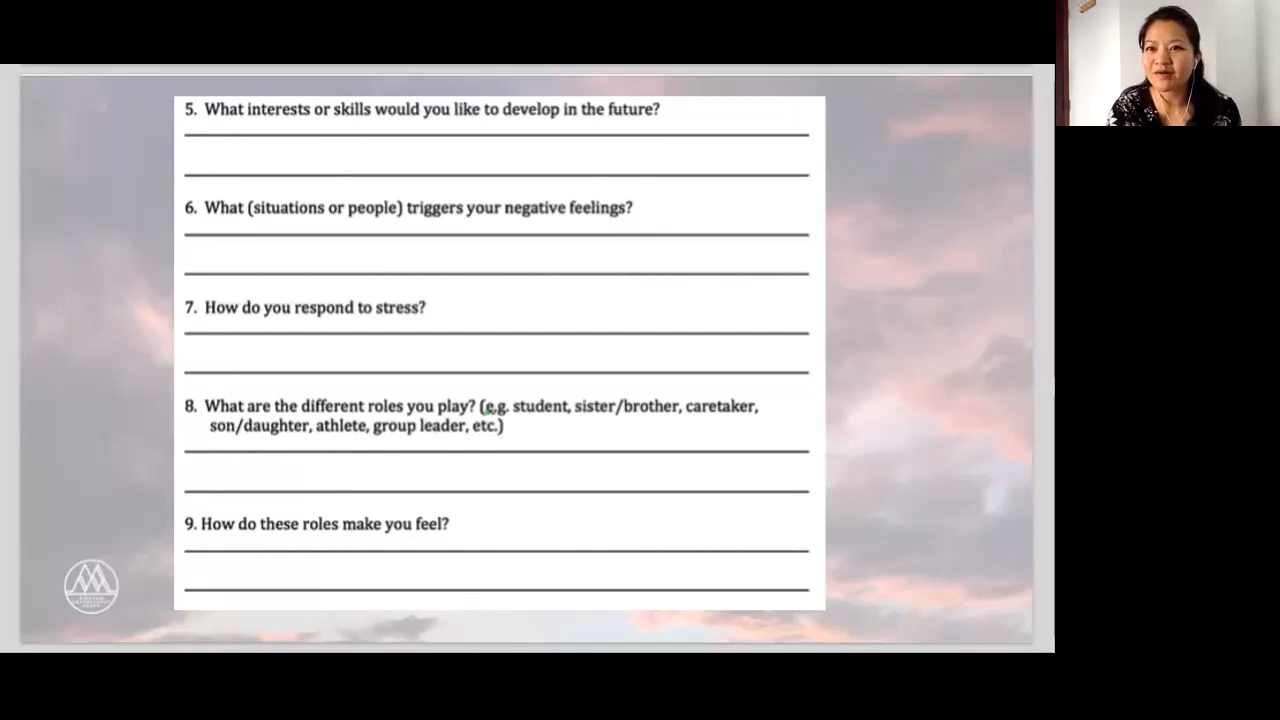 5. What interests or skills would you like to develop in the future?
6. What (situations or people) triggers your negative feelings?
7. How do you respond to stress?
8. What are the different roles you play? (e.g. student, sister/brother, caretaker,
son/daughter, athlete, group leader, etc.)
9. How do these roles make you feel?